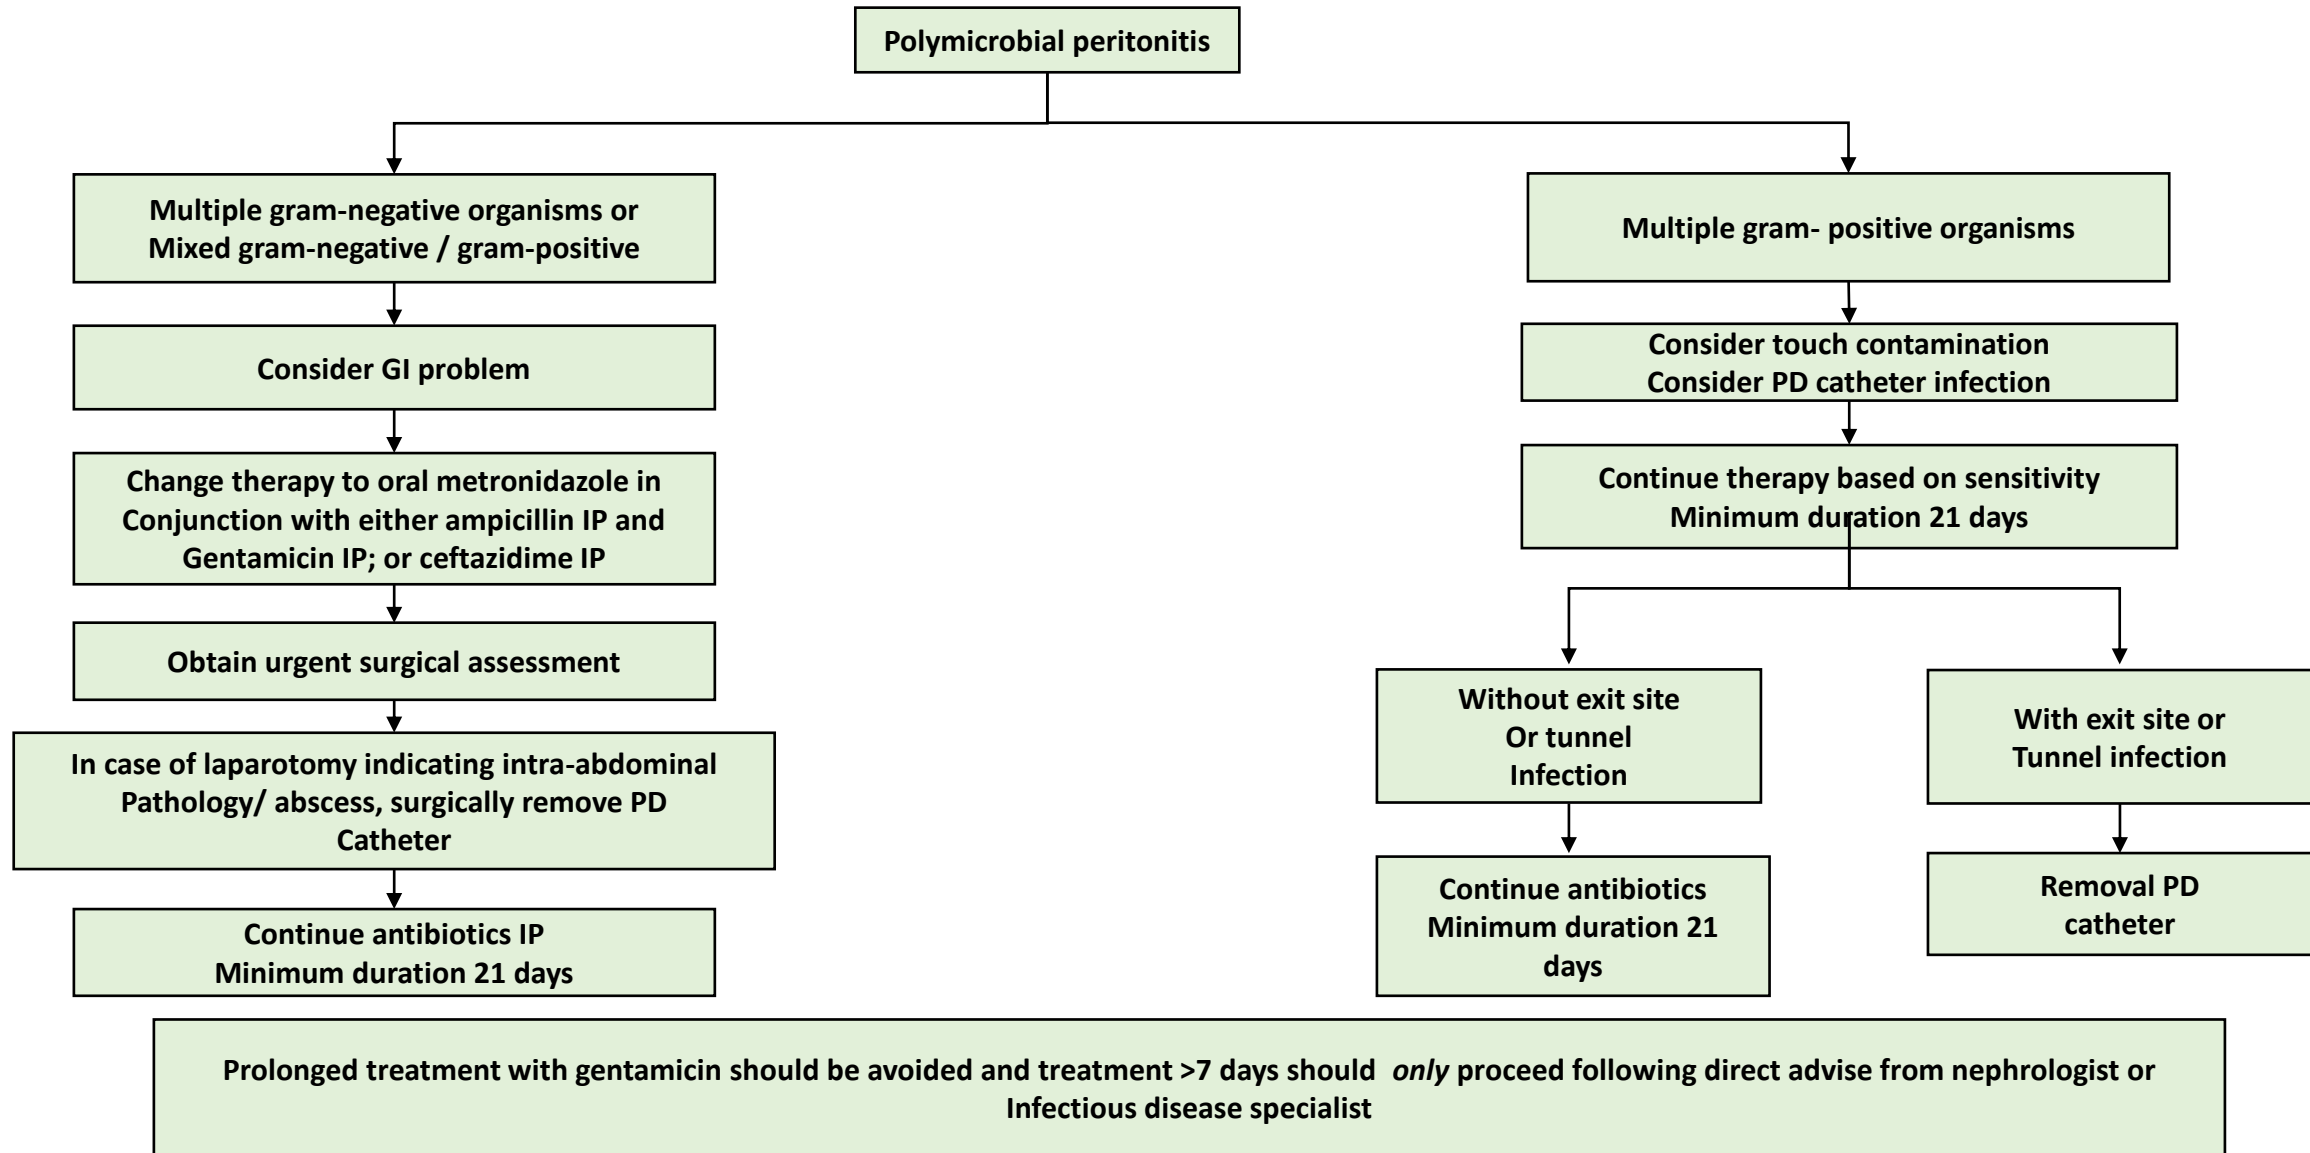 Polymicrobial peritonitis
Multiple gram-negative organisms or
Mixed gram-negative / gram-positive
Consider GI problem
Change therapy to oral metronidazole in
Conjunction with either ampicillin IP and
Gentamicin IP; or ceftazidime IP
Obtain urgent surgical assessment
In case of laparotomy indicating intra-abdominal
Pathology/ abscess, surgically remove PD
Catheter
Continue antibiotics IP
Minimum duration 21 days
Multiple gram- positive organisms
Consider touch contamination
Consider PD catheter infection
Continue therapy based on sensitivity
Minimum duration 21 days
Without exit site
Or tunnel
Infection
Continue antibiotics
Minimum duration 21
days
With exit site or
Tunnel infection
Removal PD
catheter
Prolonged treatment with gentamicin should be avoided and treatment >7 days should only proceed following direct advise from nephrologist or
Infectious disease specialist